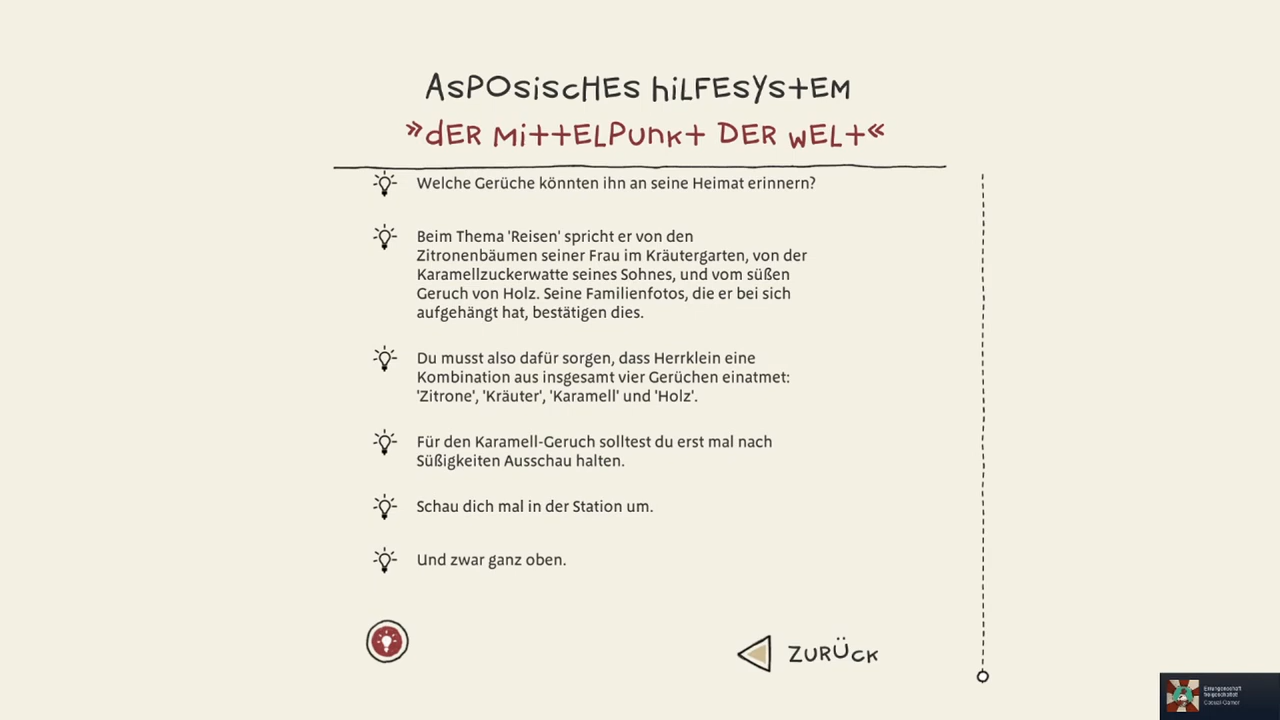 AsPOsiscHES hiLFEsYstEM
»dER MittELPunkt DER wELt«
Welche Gerüche könnten ihn an seine Heimat erinnern?
Beim Thema 'Reisen' spricht er von den
Zitronenbäumen seiner Frau im Kräutergarten, von der
Karamellzuckerwatte seines Sohnes, und vom süßen
Geruch von Holz. Seine Familienfotos, die er bei sich
aufgehängt hat, bestätigen dies.
Du musst also dafür sorgen, dass Herrklein eine
Kombination aus insgesamt vier Gerüchen einatmet:
'Zitrone', 'Kräuter', 'Karamell' und 'Holz'.
Für den Karamell-Geruch solltest du erst mal nach
Süßigkeiten Ausschau halten.
Schau dich mal in der Station um.
Und zwar ganz oben.
ZURÜCK
Errungenschaft
freigeschaltet!
Casual-Gamer